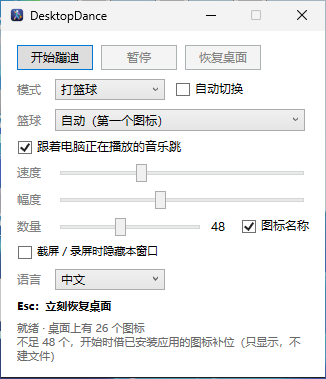 DesktopDance
开始蹦迪 暂停 恢复桌面
模式 打篮球 自动切换
篮球 自动（第一个图标）
跟着电脑正在播放的音乐跳
速度
幅度
数量 48 图标名称
截屏 / 录屏时隐藏本窗口
语言 中文
Esc：立刻恢复桌面
就绪 · 桌面上有 26 个图标
不足 48 个，开始时借已安装应用的图标补位（只显示，不
建文件）